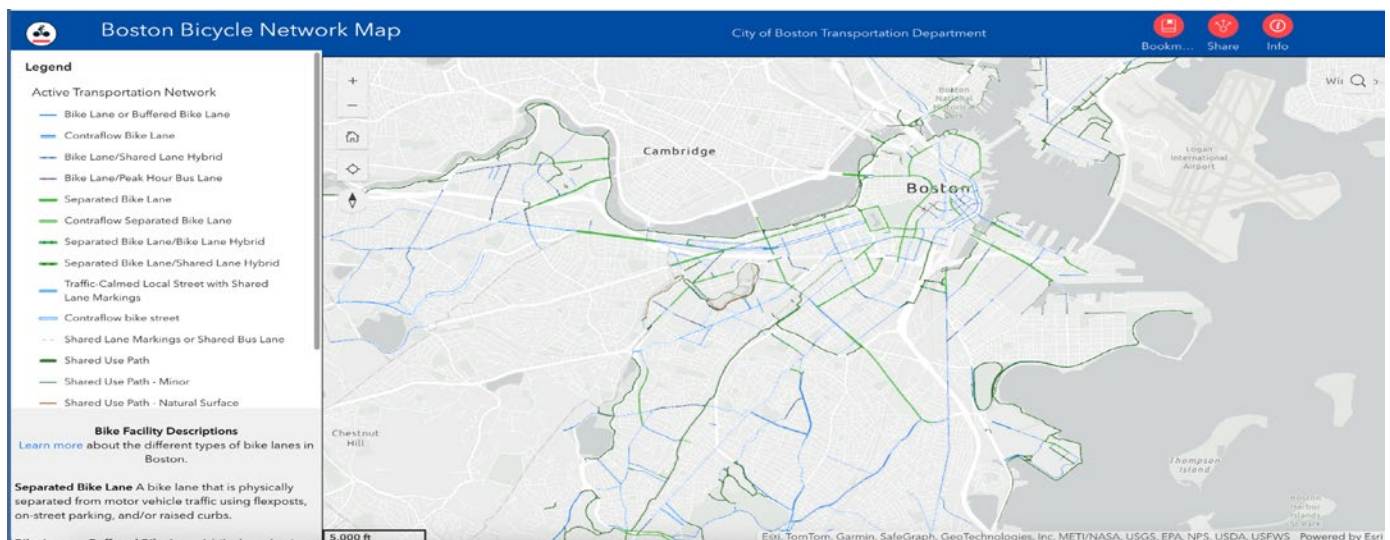 Boston Bicycle Network Map
City of Boston Transportation Department
Bookm...
Share
Info
Legend
Active Transportation Network
Bike Lane or Buffered Bike Lane
Contraflow Bike Lane
Bike Lane/Shared Lane Hybrid
Bike Lane/Peak Hour Bus Lane
Separated Bike Lane
Contraflow Separated Bike Lane
Separated Bike Lane/Bike Lane Hybrid
Separated Bike Lane/Shared Lane Hybrid
Traffic-Calmed Local Street with Shared
Lane Markings
Contraflow bike street
Shared Lane Markings or Shared Bus Lane
Shared Use Path
Shared Use Path - Minor
Shared Use Path - Natural Surface
Bike Facility Descriptions
Learn more about the different types of bike lanes in
Boston.
Separated Bike Lane A bike lane that is physically
separated from motor vehicle traffic using flexposts,
on-street parking, and/or raised curbs.
+
−
Boston
National
Cambridge
Boston
Logan
International
Airport
Chestnut
Hill
Thompson
Island
Boston
Harbor
Islands
5,000 ft
Esri, TomTom, Garmin, SafeGraph, GeoTechnologies, Inc, METI/NASA, USGS, EPA, NPS, USDA, USFWS
Powered by Esri